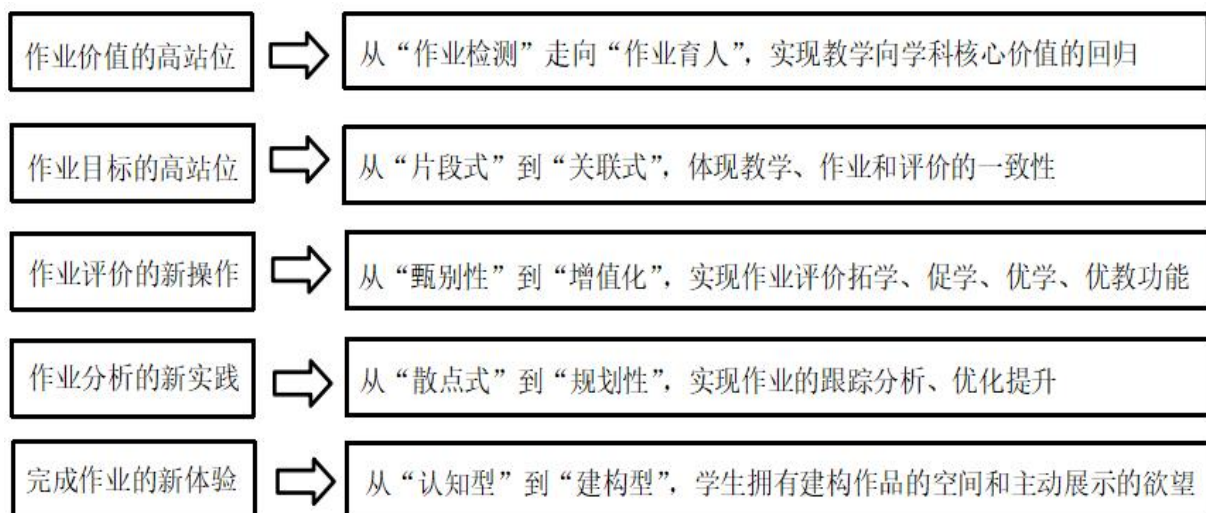 作业价值的高站位
从“作业检测”走向“作业育人”，实现教学向学科核心价值的回归
作业目标的高站位
从“片段式”到“关联式”，体现教学、作业和评价的一致性
作业评价的新操作
从“甄别性”到“增值化”，实现作业评价拓学、促学、优学、优教功能
作业分析的新实践
从“散点式”到“规划性”，实现作业的跟踪分析、优化提升
完成作业的新体验
从“认知型”到“建构型”，学生拥有建构作品的空间和主动展示的欲望